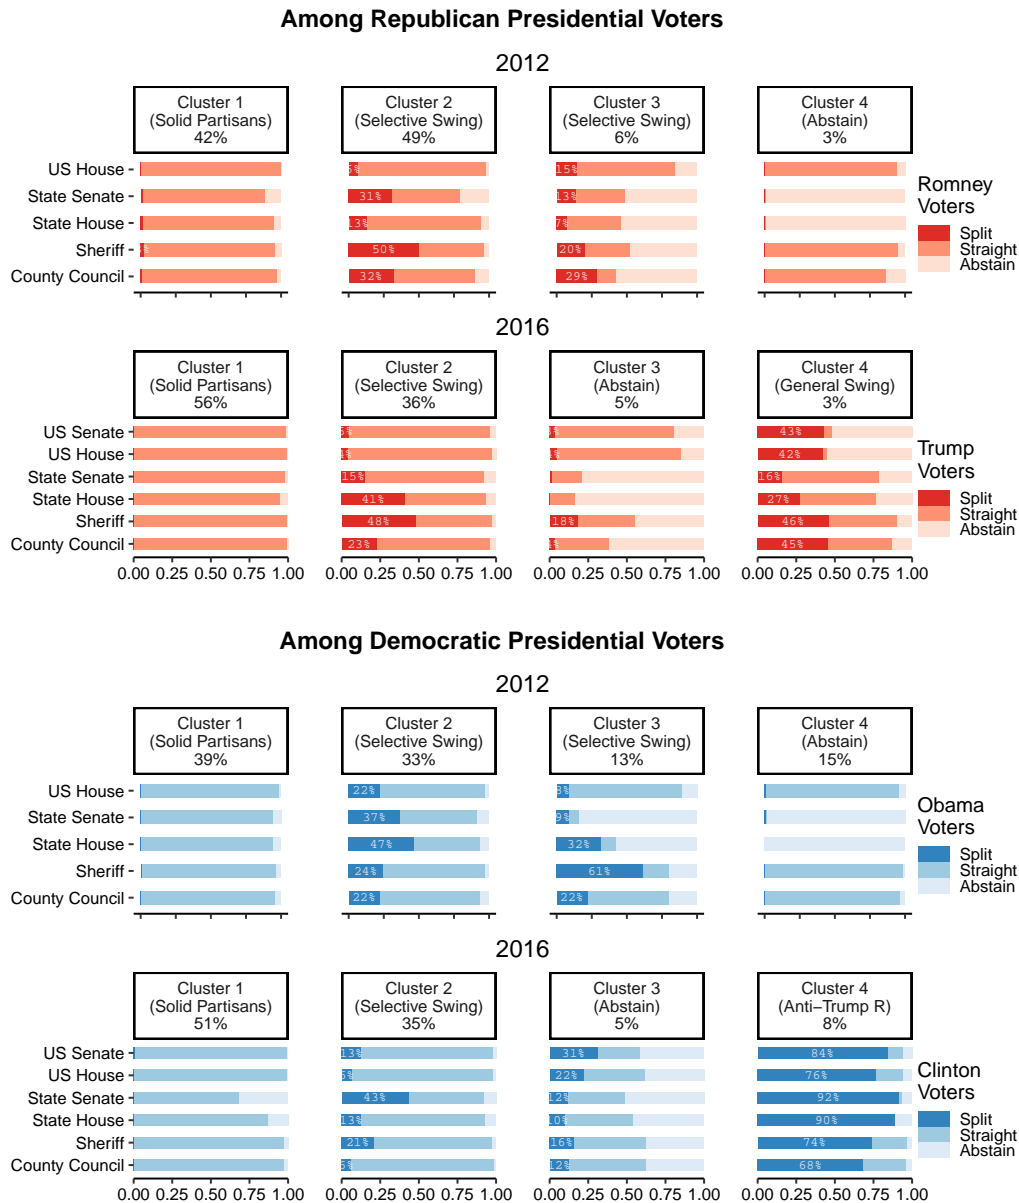 Among Republican Presidential Voters
2012
Cluster 1
(Solid Partisans)
42%
Cluster 2
(Selective Swing)
49%
Cluster 3
(Selective Swing)
6%
Cluster 4
(Abstain)
3%
US House
15%
State Senate
31%
13%
State House
13%
7%
Sheriff
50%
20%
County Council
32%
29%
Romney
Voters
Split
Straight
Abstain
2016
Cluster 1
(Solid Partisans)
56%
Cluster 2
(Selective Swing)
36%
Cluster 3
(Abstain)
5%
Cluster 4
(General Swing)
3%
US Senate
43%
US House
42%
State Senate
15%
16%
State House
41%
27%
Sheriff
48%
18%
46%
County Council
23%
45%
0.00 0.25 0.50 0.75 1.00
0.00 0.25 0.50 0.75 1.00
0.00 0.25 0.50 0.75 1.00
0.00 0.25 0.50 0.75 1.00
Trump
Voters
Split
Straight
Abstain
Among Democratic Presidential Voters
2012
Cluster 1
(Solid Partisans)
39%
Cluster 2
(Selective Swing)
33%
Cluster 3
(Selective Swing)
13%
Cluster 4
(Abstain)
15%
US House
22%
8%
State Senate
37%
9%
State House
47%
32%
Sheriff
24%
61%
County Council
22%
22%
Obama
Voters
Split
Straight
Abstain
2016
Cluster 1
(Solid Partisans)
51%
Cluster 2
(Selective Swing)
35%
Cluster 3
(Abstain)
5%
Cluster 4
(Anti−Trump R)
8%
US Senate
13%
31%
84%
US House
22%
76%
State Senate
43%
12%
92%
State House
13%
10%
90%
Sheriff
21%
16%
74%
County Council
12%
68%
0.00 0.25 0.50 0.75 1.00
0.00 0.25 0.50 0.75 1.00
0.00 0.25 0.50 0.75 1.00
0.00 0.25 0.50 0.75 1.00
Clinton
Voters
Split
Straight
Abstain